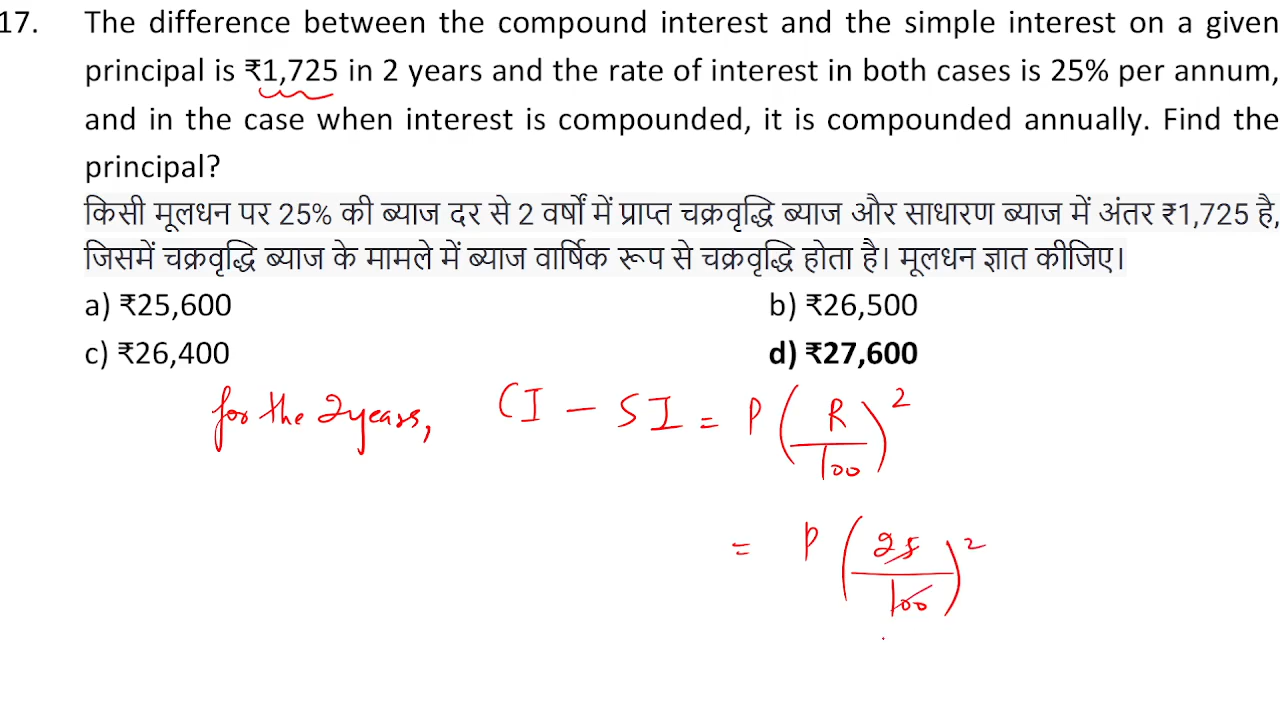 17. The difference between the compound interest and the simple interest on a given
principal is ₹1,725 in 2 years and the rate of interest in both cases is 25% per annum,
and in the case when interest is compounded, it is compounded annually. Find the
principal?
किसी मूलधन पर 25% की ब्याज दर से 2 वर्षों में प्राप्त चक्रवृद्धि ब्याज और साधारण ब्याज में अंतर ₹1,725 है,
जिसमें चक्रवृद्धि ब्याज के मामले में ब्याज वार्षिक रूप से चक्रवृद्धि होता है। मूलधन ज्ञात कीजिए।
a) ₹25,600 b) ₹26,500
c) ₹26,400 d) ₹27,600
for the 2 years, CI - SI = P(R/100)²
= P(25/100)²